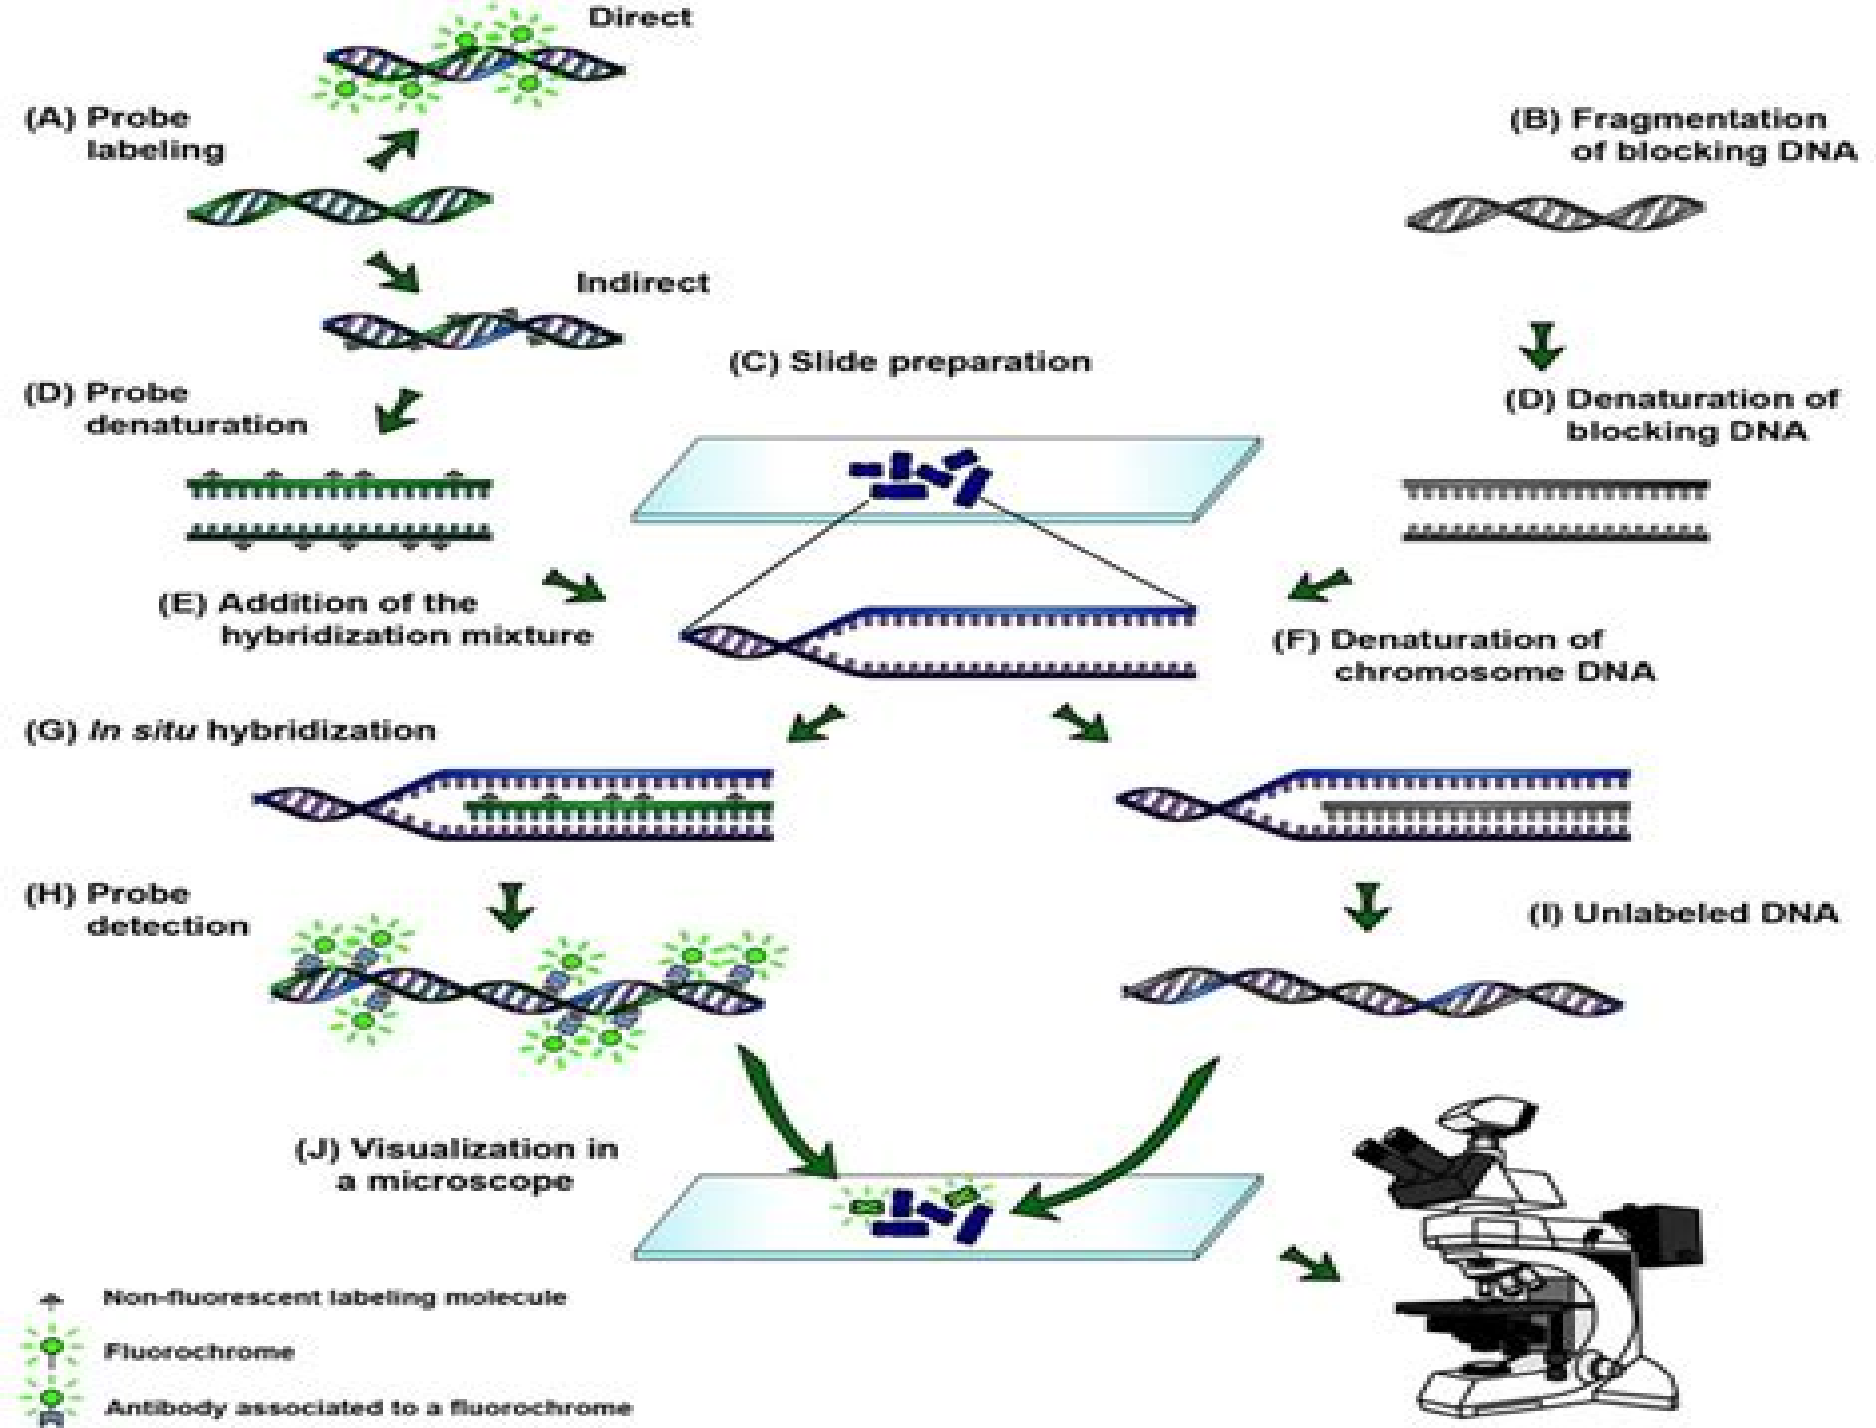 Direct
(A) Probe
labeling
(B) Fragmentation
of blocking DNA
Indirect
(C) Slide preparation
(D) Probe
denaturation
(D) Denaturation of
blocking DNA
(E) Addition of the
hybridization mixture
(F) Denaturation of
chromosome DNA
(G) In situ hybridization
(H) Probe
detection
(I) Unlabeled DNA
(J) Visualization in
a microscope
Non-fluorescent labeling molecule
Fluorochrome
Antibody associated to a fluorochrome